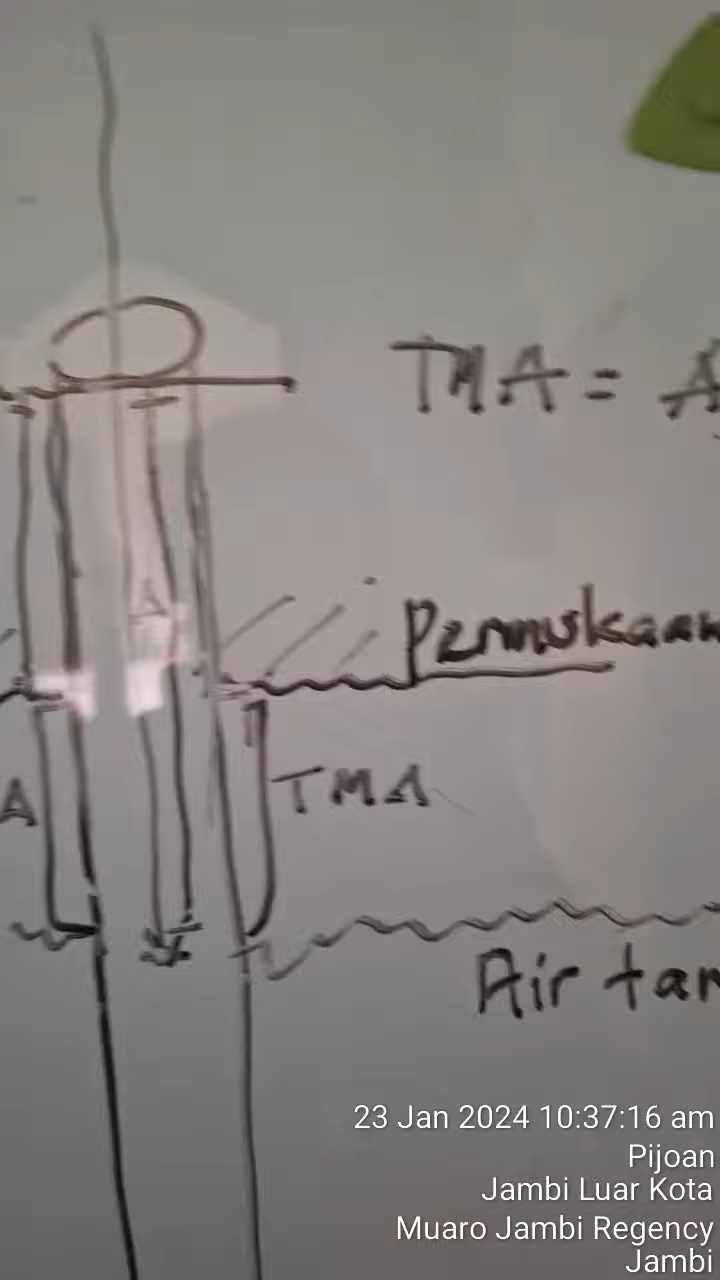 TMA = A
A
Permukaan
A
TMA
Air tan
23 Jan 2024 10:37:16 am
Pijoan
Jambi Luar Kota
Muaro Jambi Regency
Jambi